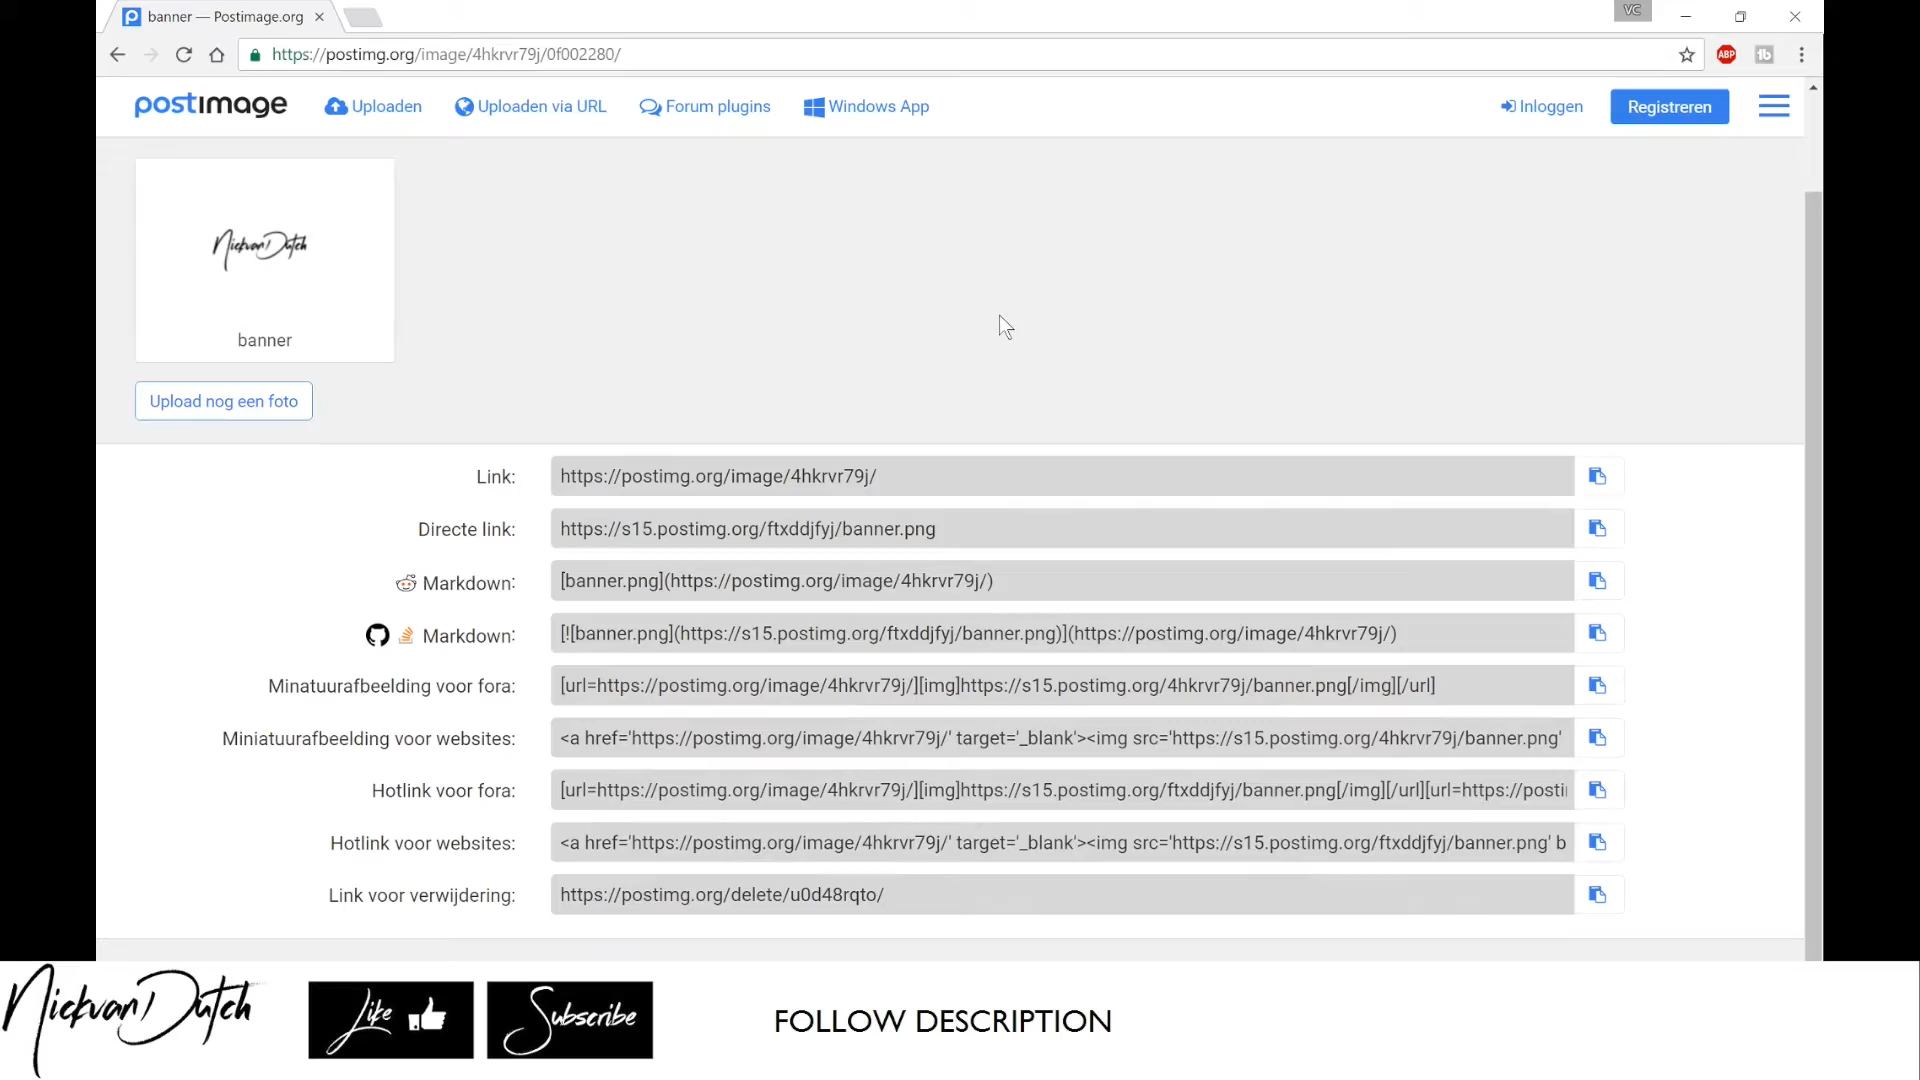 banner — Postimage.org
VC
https://postimg.org/image/4hkrvr79j/0f002280/
ABP
postimage
Uploaden
Uploaden via URL
Forum plugins
Windows App
Inloggen
Registreren
NickvanDutch
banner
Upload nog een foto
Link: https://postimg.org/image/4hkrvr79j/
Directe link: https://s15.postimg.org/ftxddjfyj/banner.png
Markdown: [banner.png](https://postimg.org/image/4hkrvr79j/)
Markdown: [![banner.png](https://s15.postimg.org/ftxddjfyj/banner.png)](https://postimg.org/image/4hkrvr79j/)
Minatuurafbeelding voor fora: [url=https://postimg.org/image/4hkrvr79j/][img]https://s15.postimg.org/4hkrvr79j/banner.png[/img][/url]
Miniatuurafbeelding voor websites: <a href='https://postimg.org/image/4hkrvr79j/' target='_blank'><img src='https://s15.postimg.org/4hkrvr79j/banner.png'
Hotlink voor fora: [url=https://postimg.org/image/4hkrvr79j/][img]https://s15.postimg.org/ftxddjfyj/banner.png[/img][/url][url=https://posti
Hotlink voor websites: <a href='https://postimg.org/image/4hkrvr79j/' target='_blank'><img src='https://s15.postimg.org/ftxddjfyj/banner.png' b
Link voor verwijdering: https://postimg.org/delete/u0d48rqto/
NickvanDutch
Like
Subscribe
FOLLOW DESCRIPTION